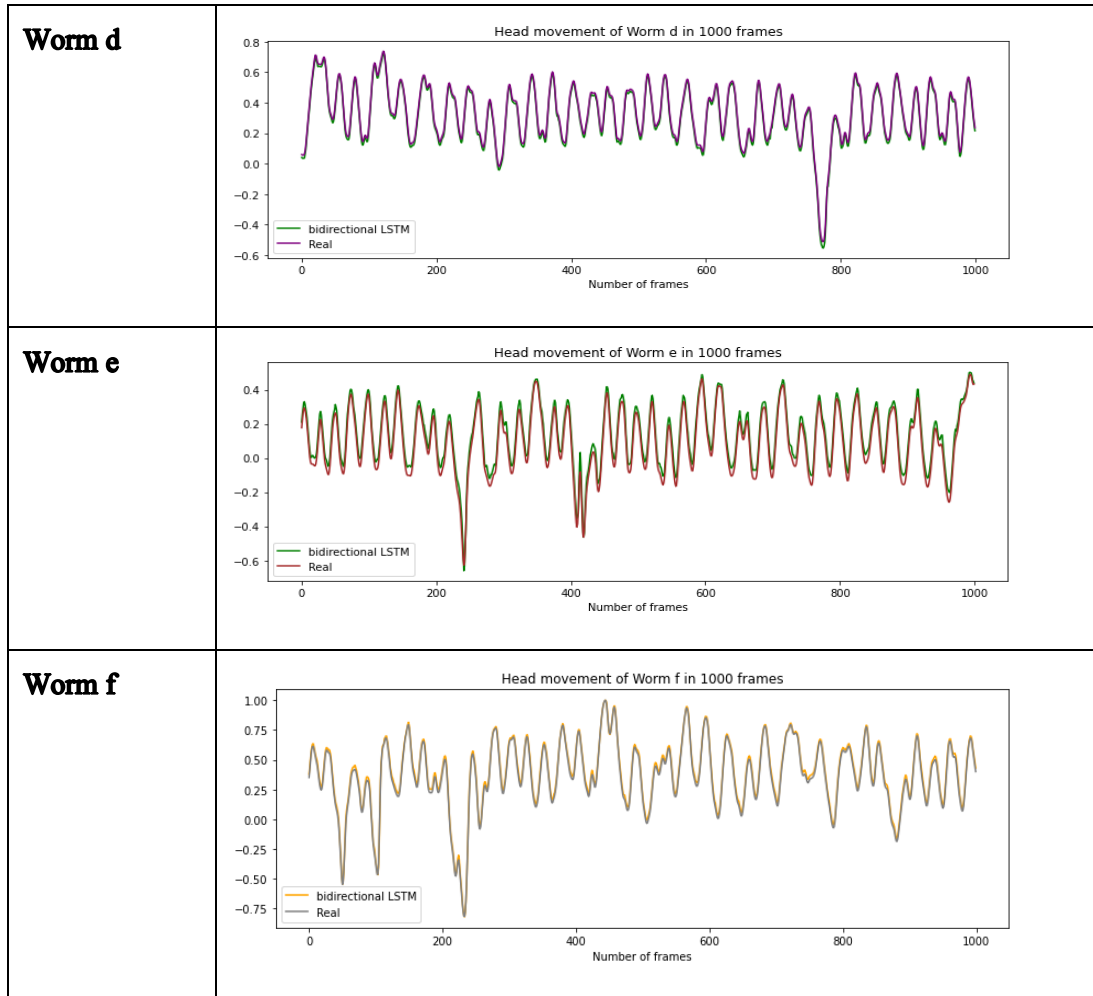 Worm d
Head movement of Worm d in 1000 frames
0.8
0.6
0.4
0.2
0.0
−0.2
−0.4
−0.6
bidirectional LSTM
Real
0 200 400 600 800 1000
Number of frames
Worm e
Head movement of Worm e in 1000 frames
0.4
0.2
0.0
−0.2
−0.4
−0.6
bidirectional LSTM
Real
0 200 400 600 800 1000
Number of frames
Worm f
Head movement of Worm f in 1000 frames
1.00
0.75
0.50
0.25
0.00
−0.25
−0.50
−0.75
bidirectional LSTM
Real
0 200 400 600 800 1000
Number of frames